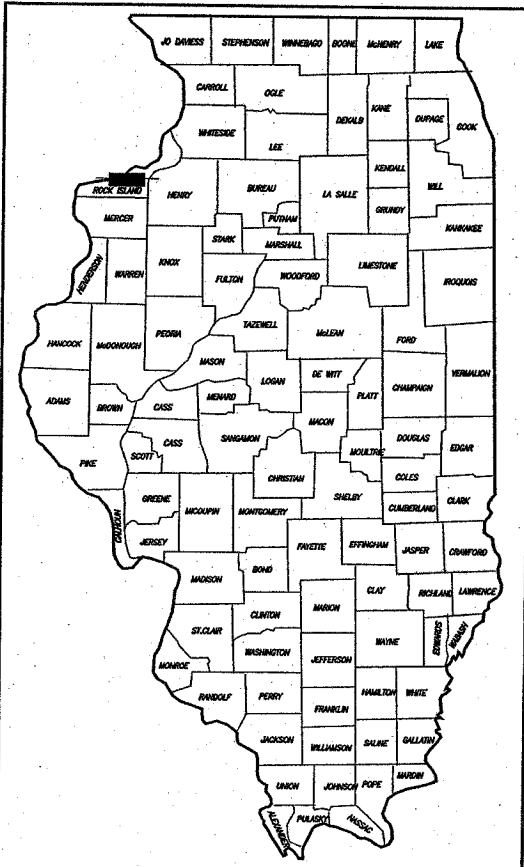 JO DAVIESS STEPHENSON WINNEBAGO BOONE McHENRY LAKE
CARROLL OGLE DEKALB KANE DUPAGE COOK
WHITESIDE LEE KENDALL WILL
ROCK ISLAND HENRY BUREAU LA SALLE GRUNDY
MERCER PUTHAM KANKAKEE
STARK MARSHALL
HENDERSON WARREN KNOX FULTON WOODFORD LIMESTONE IROQUOIS
HANCOCK McDONOUGH PEORIA TAZEWELL McLEAN FORD
MASON
ADAMS BROWN CASS MENARD LOGAN DE WITT PLATT CHAMPAIGN VERMALION
MACON
PIKE SCOTT CASS SANGAMON MOULTRIE DOUGLAS EDGAR
CHRISTIAN COLES
CALHOUN GREENE MICOUPIN MONTGOMERY SHELBY CUMBERLAND CLARK
JERSEY FAYETTE EFFINGHAM JASPER CRAWFORD
MADISON BOND
CLINTON MARION CLAY RICHLAND LAWRENCE
ST.CLAIR WASHINGTON WAYNE EDWARDS WABASH
MONROE JEFFERSON
RANDOLF PERRY HAMILTON WHITE
FRANKLIN
JACKSON WILLIAMSON SALINE GALLATIN
UNION JOHNSON POPE MARDIN
ALEXANDER PULASKY NASSAC